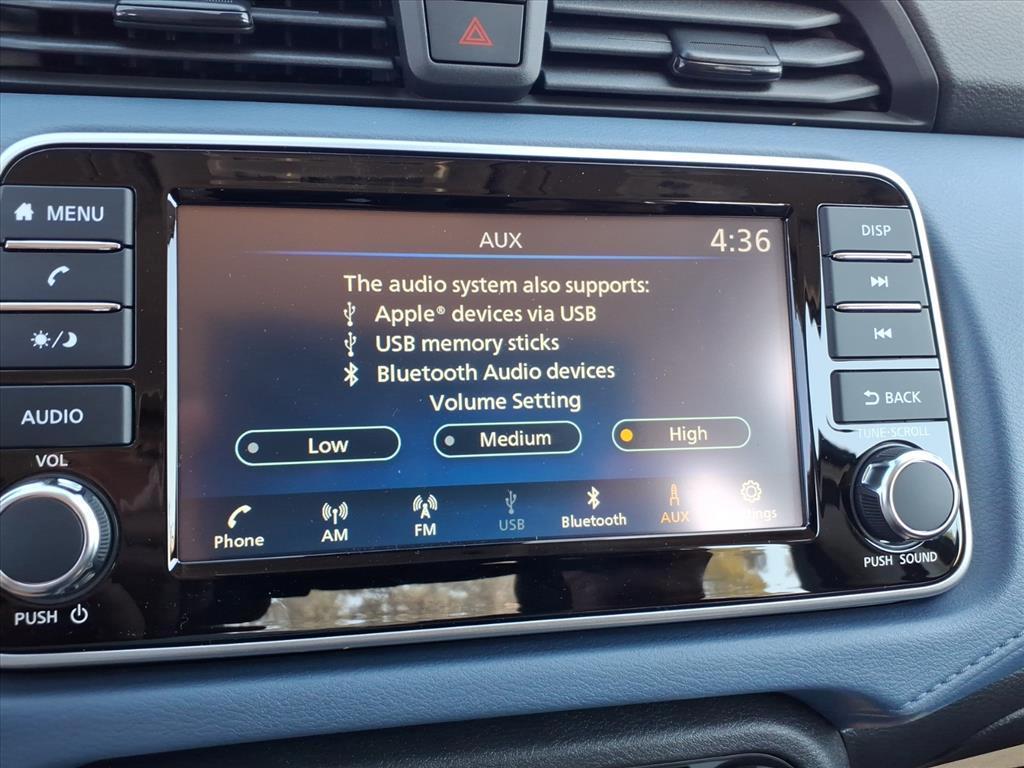 MENU
AUDIO
VOL
PUSH
AUX
4:36
The audio system also supports:
Apple® devices via USB
USB memory sticks
Bluetooth Audio devices
Volume Setting
Low Medium High
Phone AM FM USB Bluetooth AUX
DISP
BACK
TUNE·SCROLL
PUSH SOUND